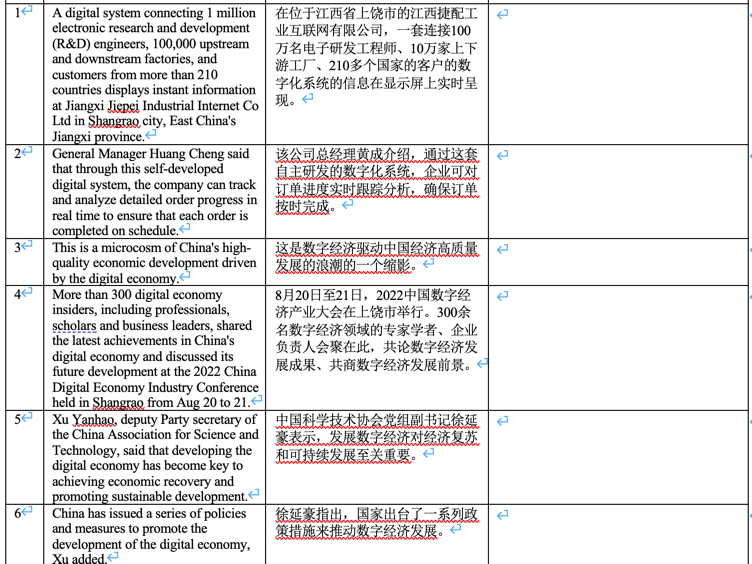 1
A digital system connecting 1 million
electronic research and development
(R&D) engineers, 100,000 upstream
and downstream factories, and
customers from more than 210
countries displays instant information
at Jiangxi Jiepei Industrial Internet Co
Ltd in Shangrao city, East China's
Jiangxi province.
在位于江西省上饶市的江西捷配工
业互联网有限公司，一套连接100
万名电子研发工程师、10万家上下
游工厂、210多个国家的客户的数
字化系统的信息在显示屏上实时呈
现。
2
General Manager Huang Cheng said
that through this self-developed
digital system, the company can track
and analyze detailed order progress in
real time to ensure that each order is
completed on schedule.
该公司总经理黄成介绍，通过这套
自主研发的数字化系统，企业可对
订单进度实时跟踪分析，确保订单
按时完成。
3
This is a microcosm of China's high-
quality economic development driven
by the digital economy.
这是数字经济驱动中国经济高质量
发展的浪潮的一个缩影。
4
More than 300 digital economy
insiders, including professionals,
scholars and business leaders, shared
the latest achievements in China's
digital economy and discussed its
future development at the 2022 China
Digital Economy Industry Conference
held in Shangrao from Aug 20 to 21.
8月20日至21日，2022中国数字经
济产业大会在上饶市举行。300余
名数字经济领域的专家学者、企业
负责人会聚在此，共论数字经济发
展成果、共商数字经济发展前景。
5
Xu Yanhao, deputy Party secretary of
the China Association for Science and
Technology, said that developing the
digital economy has become key to
achieving economic recovery and
promoting sustainable development.
中国科学技术协会党组副书记徐延
豪表示，发展数字经济对经济复苏
和可持续发展至关重要。
6
China has issued a series of policies
and measures to promote the
development of the digital economy,
Xu added.
徐延豪指出，国家出台了一系列政
策措施来推动数字经济发展。